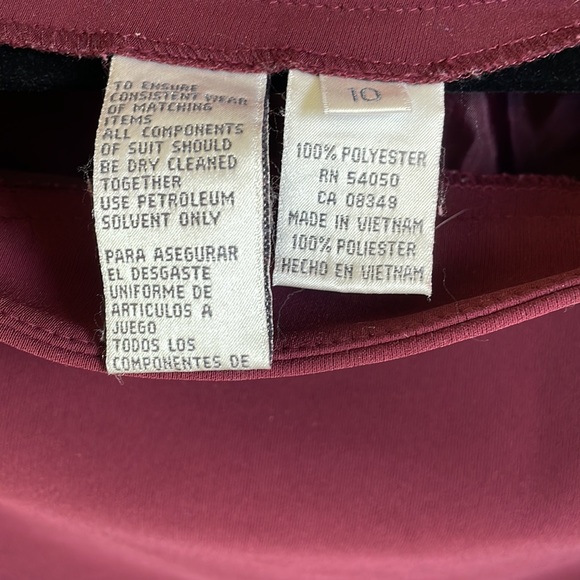 TO ENSURE
CONSISTENT WEAR
OF MATCHING
ITEMS
ALL COMPONENTS
OF SUIT SHOULD
BE DRY CLEANED
TOGETHER
USE PETROLEUM
SOLVENT ONLY
PARA ASEGURAR
EL DESGASTE
UNIFORME DE
ARTICULOS A
JUEGO
TODOS LOS
COMPONENTES DE
10
100% POLYESTER
RN 54050
CA 08349
MADE IN VIETNAM
100% POLIESTER
HECHO EN VIETNAM